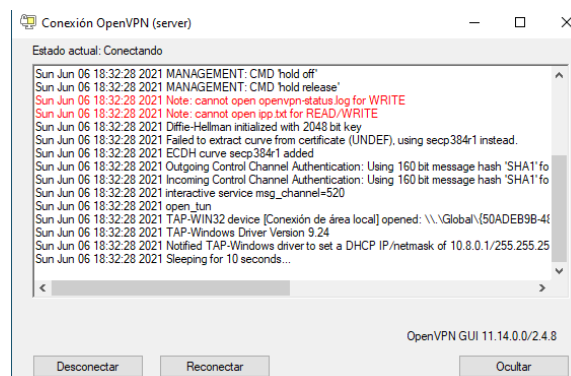 Conexión OpenVPN (server)
Estado actual: Conectando
Sun Jun 06 18:32:28 2021 MANAGEMENT: CMD 'hold off'
Sun Jun 06 18:32:28 2021 MANAGEMENT: CMD 'hold release'
Sun Jun 06 18:32:28 2021 Note: cannot open openvpn-status.log for WRITE
Sun Jun 06 18:32:28 2021 Note: cannot open ipp.txt for READ/WRITE
Sun Jun 06 18:32:28 2021 Diffie-Hellman initialized with 2048 bit key
Sun Jun 06 18:32:28 2021 Failed to extract curve from certificate (UNDEF), using secp384r1 instead.
Sun Jun 06 18:32:28 2021 ECDH curve secp384r1 added
Sun Jun 06 18:32:28 2021 Outgoing Control Channel Authentication: Using 160 bit message hash 'SHA1' fo
Sun Jun 06 18:32:28 2021 Incoming Control Channel Authentication: Using 160 bit message hash 'SHA1' fo
Sun Jun 06 18:32:28 2021 interactive service msg_channel=520
Sun Jun 06 18:32:28 2021 open_tun
Sun Jun 06 18:32:28 2021 TAP-WIN32 device [Conexión de área local] opened: \\.\Global\{50ADEB9B-48
Sun Jun 06 18:32:28 2021 TAP-Windows Driver Version 9.24
Sun Jun 06 18:32:28 2021 Notified TAP-Windows driver to set a DHCP IP/netmask of 10.8.0.1/255.255.25
Sun Jun 06 18:32:28 2021 Sleeping for 10 seconds...
OpenVPN GUI 11.14.0.0/2.4.8
Desconectar Reconectar Ocultar